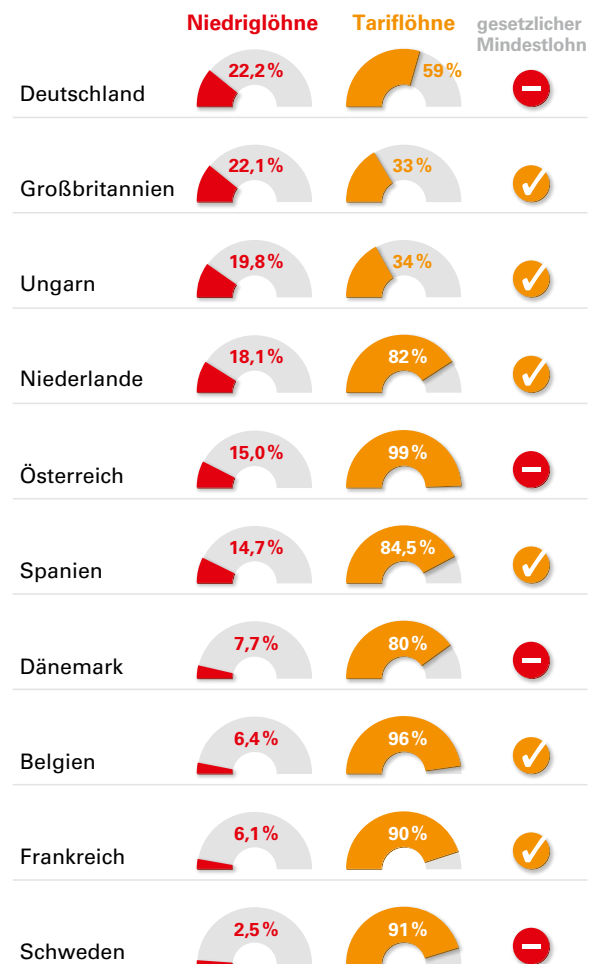 Niedriglöhne Tariflöhne gesetzlicher
Mindestlohn
Deutschland 22,2% 59%
Großbritannien 22,1% 33%
Ungarn 19,8% 34%
Niederlande 18,1% 82%
Österreich 15,0% 99%
Spanien 14,7% 84,5%
Dänemark 7,7% 80%
Belgien 6,4% 96%
Frankreich 6,1% 90%
Schweden 2,5% 91%